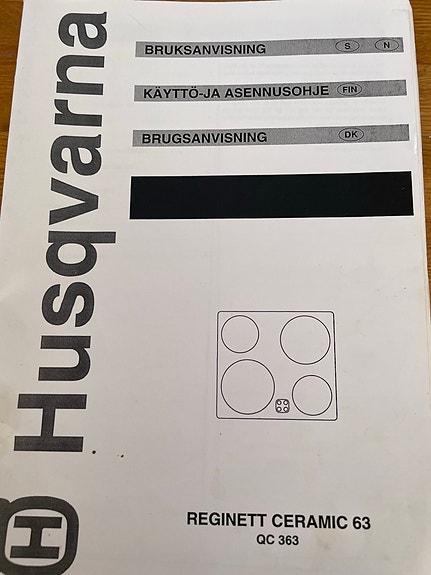 Husqvarna
BRUKSANVISNING S N
KÄYTTÖ-JA ASENNUSOHJE FIN
BRUGSANVISNING DK
REGINETT CERAMIC 63
QC 363
H